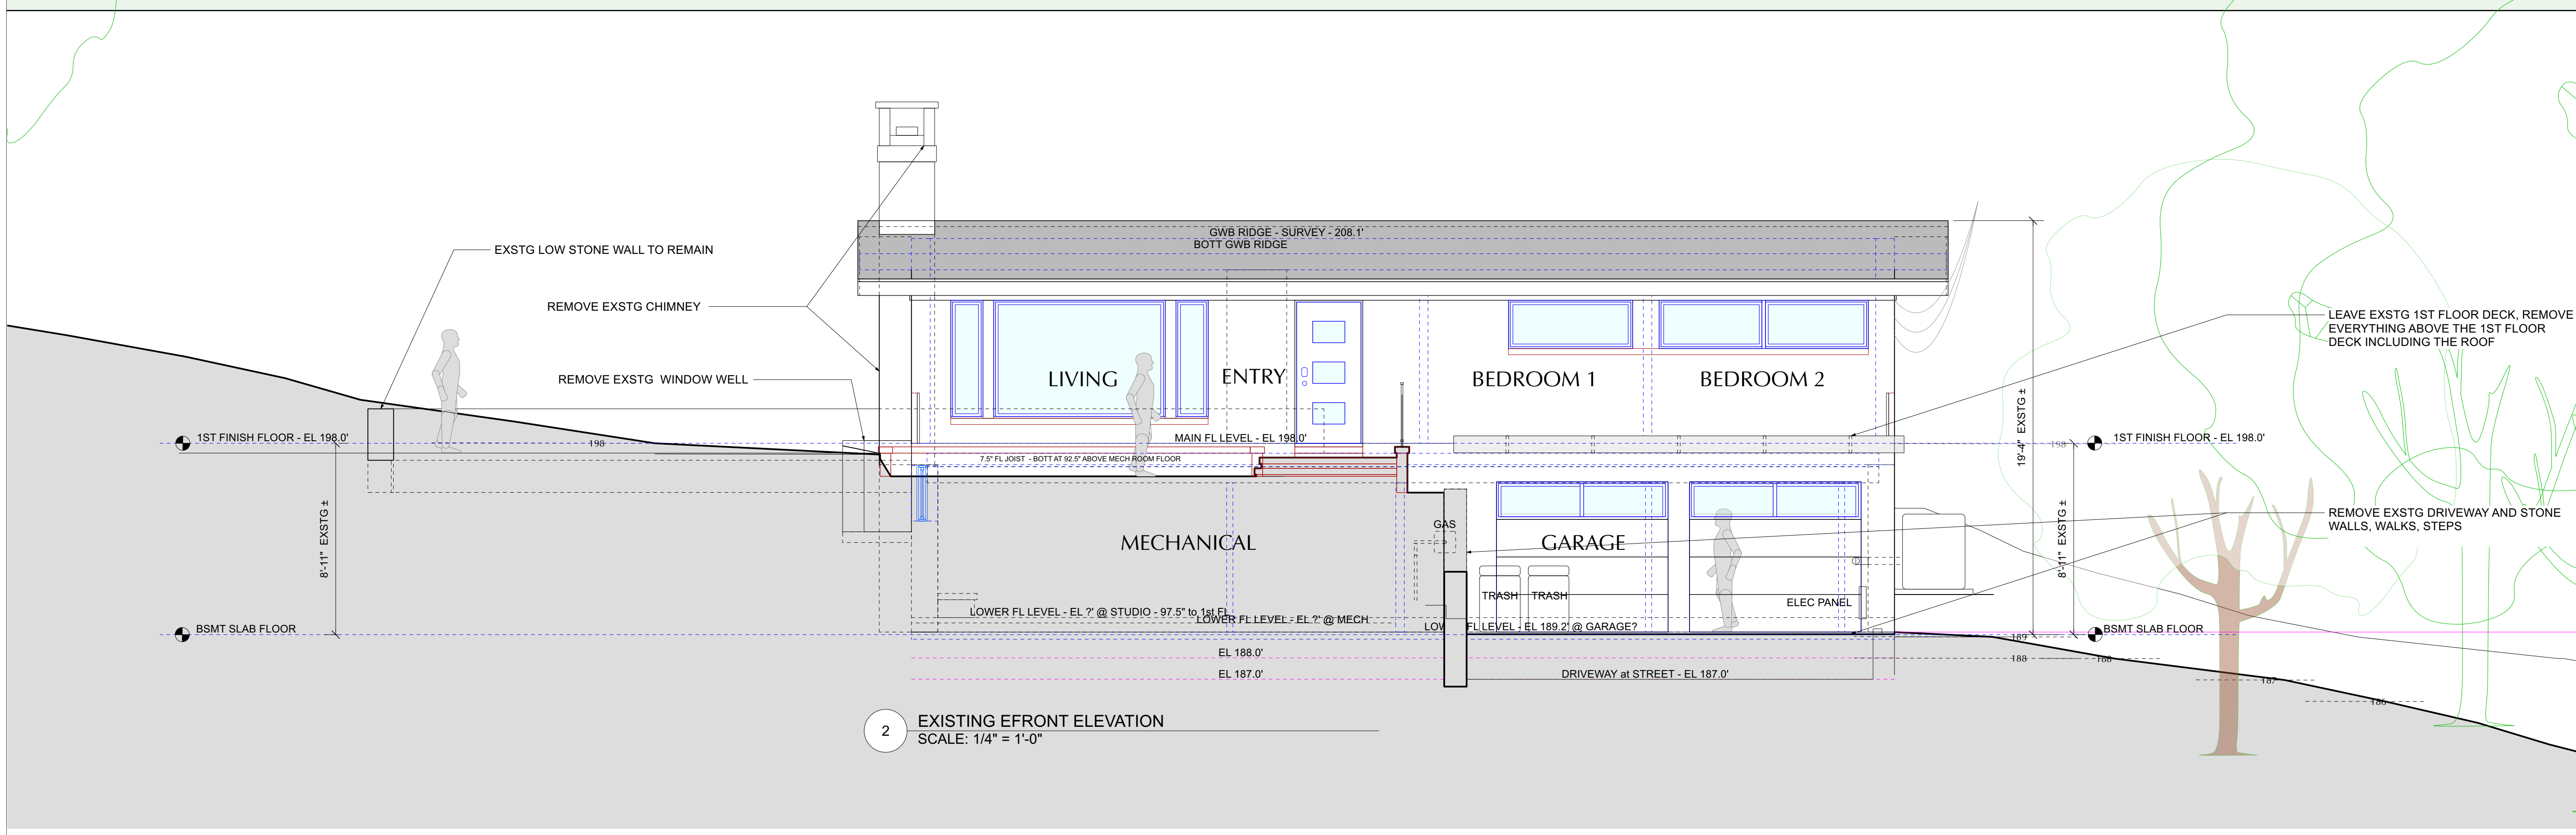 GWB RIDGE - SURVEY - 208.1'
BOTT GWB RIDGE
EXSTG LOW STONE WALL TO REMAIN
REMOVE EXSTG CHIMNEY
REMOVE EXSTG WINDOW WELL
LEAVE EXSTG 1ST FLOOR DECK, REMOVE
EVERYTHING ABOVE THE 1ST FLOOR
DECK INCLUDING THE ROOF
LIVING
ENTRY
BEDROOM 1
BEDROOM 2
19'-4" EXSTG ±
1ST FINISH FLOOR - EL 198.0'
198
MAIN FL LEVEL - EL 198.0'
198
1ST FINISH FLOOR - EL 198.0'
7.5" FL JOIST - BOTT AT 92.5" ABOVE MECH ROOM FLOOR
8'-11" EXSTG ±
MECHANICAL
GAS
GARAGE
8'-11" EXSTG ±
REMOVE EXSTG DRIVEWAY AND STONE
WALLS, WALKS, STEPS
TRASH
TRASH
ELEC PANEL
LOWER FL LEVEL - EL ?' @ STUDIO - 97.5" to 1st FL
LOWER FL LEVEL - EL ?' @ MECH
FL LEVEL - EL 189.2' @ GARAGE?
BSMT SLAB FLOOR
BSMT SLAB FLOOR
189
EL 188.0'
188
188
EL 187.0'
DRIVEWAY at STREET - EL 187.0'
187
186
2
EXISTING EFRONT ELEVATION
SCALE: 1/4" = 1'-0"